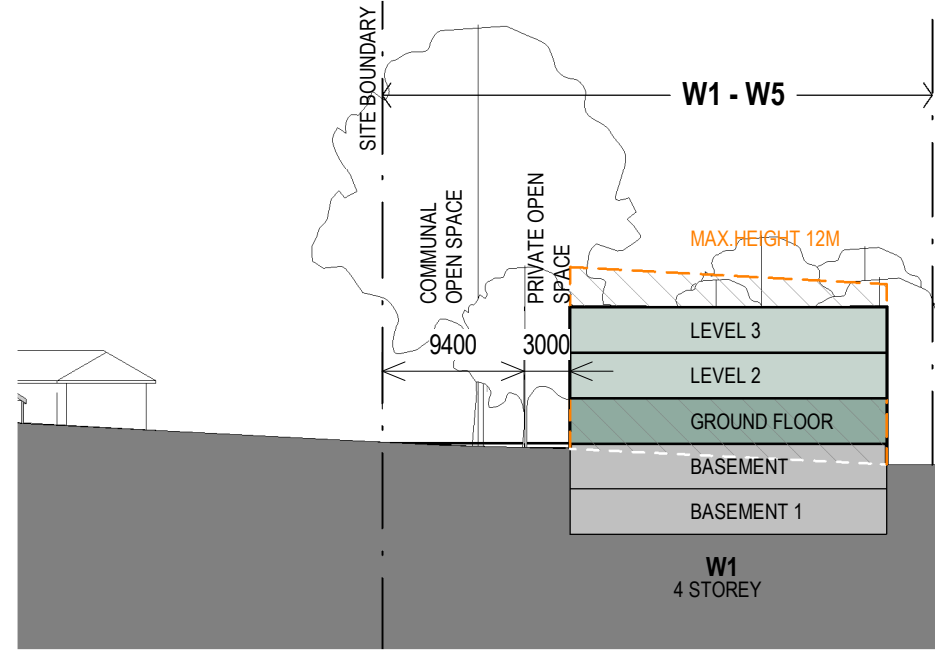 SITE BOUNDARY
W1 - W5
COMMUNAL
OPEN SPACE
PRIVATE OPEN
SPACE
MAX.HEIGHT 12M
9400
3000
LEVEL 3
LEVEL 2
GROUND FLOOR
BASEMENT
BASEMENT 1
W1
4 STOREY